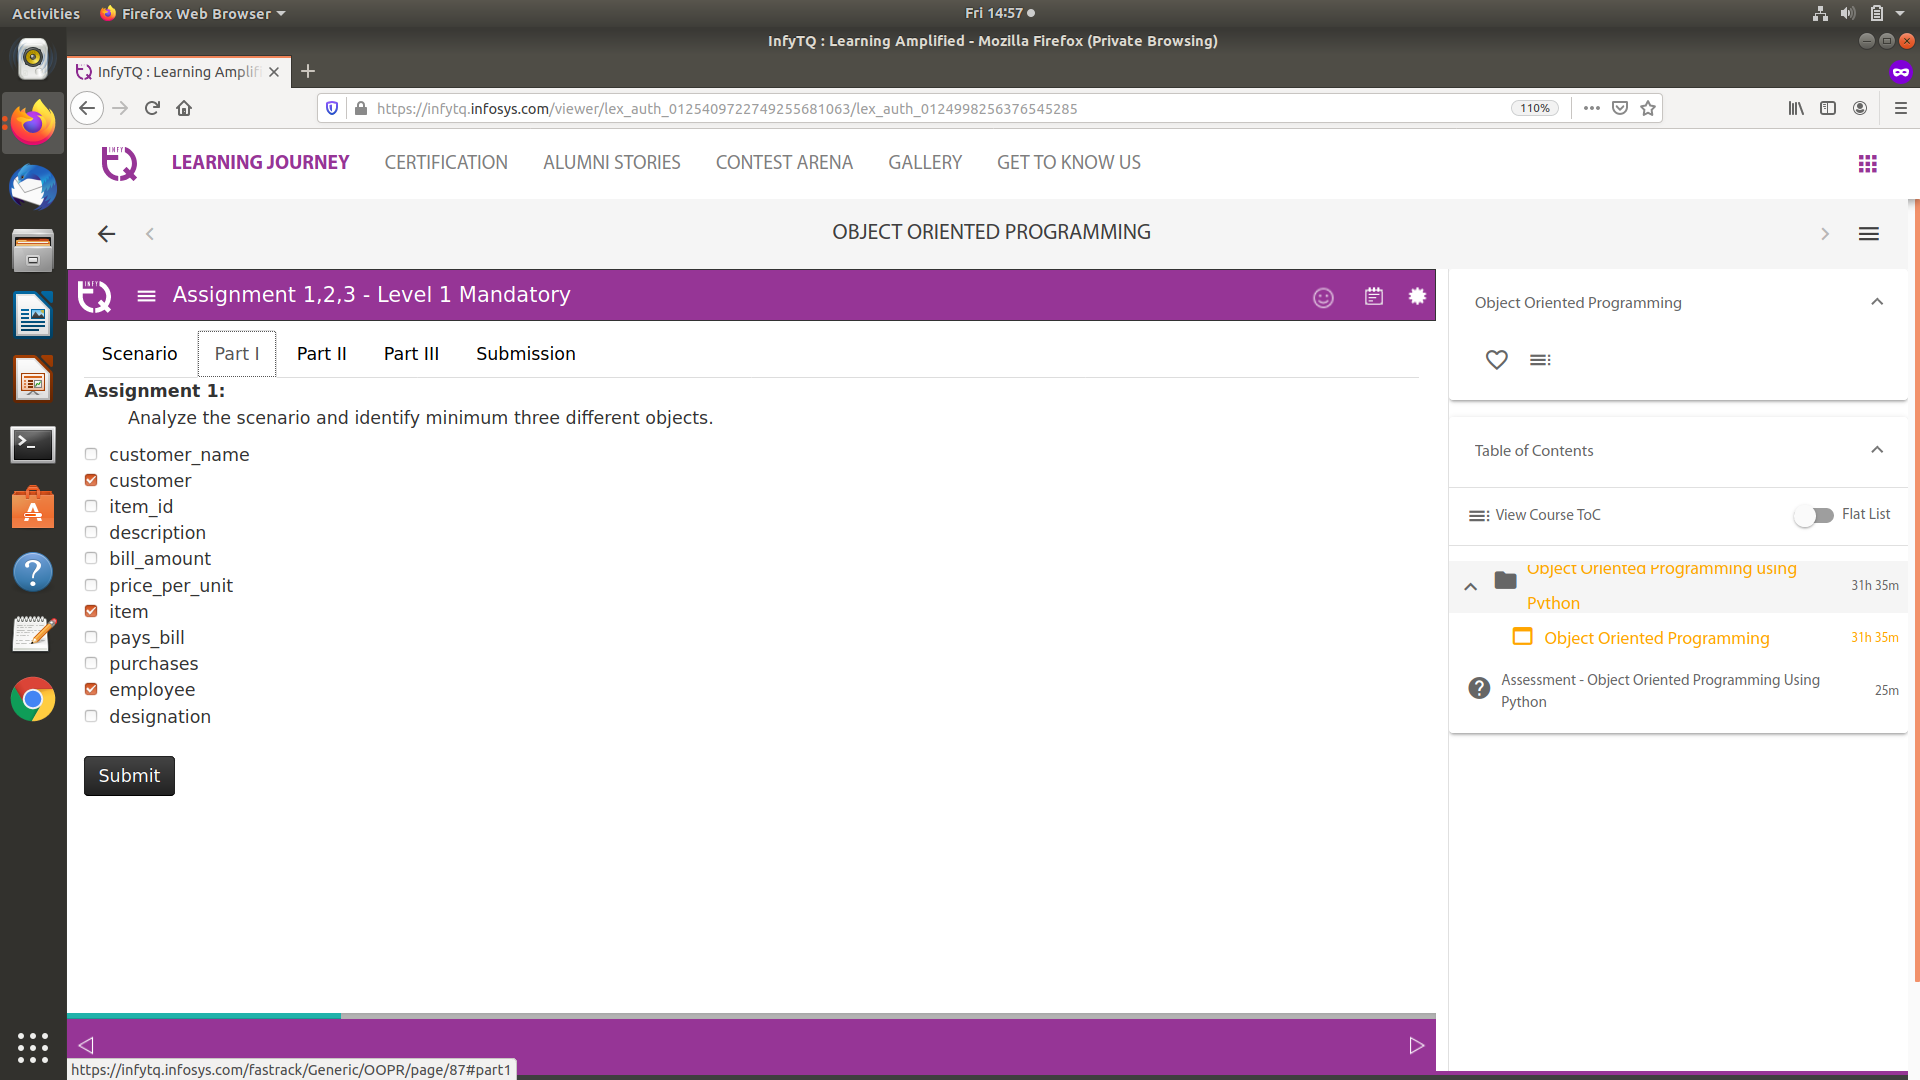 Activities
Firefox Web Browser
Fri 14:57
InfyTQ : Learning Amplified - Mozilla Firefox (Private Browsing)
InfyTQ : Learning Amplifi
https://infytq.infosys.com/viewer/lex_auth_0125409722749255681063/lex_auth_0124998256376545285
110%
INFY
TQ
LEARNING JOURNEY
CERTIFICATION
ALUMNI STORIES
CONTEST ARENA
GALLERY
GET TO KNOW US
OBJECT ORIENTED PROGRAMMING
INFY
TQ
Assignment 1,2,3 - Level 1 Mandatory
Scenario
Part I
Part II
Part III
Submission
Assignment 1:
Analyze the scenario and identify minimum three different objects.
customer_name
customer
item_id
description
bill_amount
price_per_unit
item
pays_bill
purchases
employee
designation
Submit
Object Oriented Programming
Table of Contents
View Course ToC
Flat List
Object Oriented Programming using
Python
31h 35m
Object Oriented Programming
31h 35m
Assessment - Object Oriented Programming Using
Python
25m
https://infytq.infosys.com/fastrack/Generic/OOPR/page/87#part1